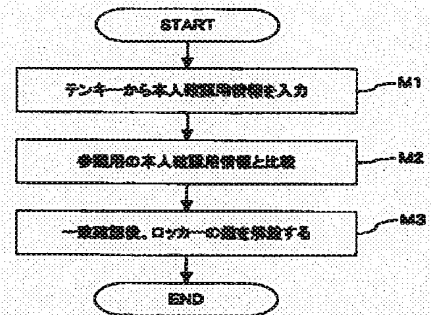 START
テンキーから本人確認用情報を入力
M1
参照用の本人確認用情報と比較
M2
一致確認後、ロッカーの錠を解錠する
M3
END